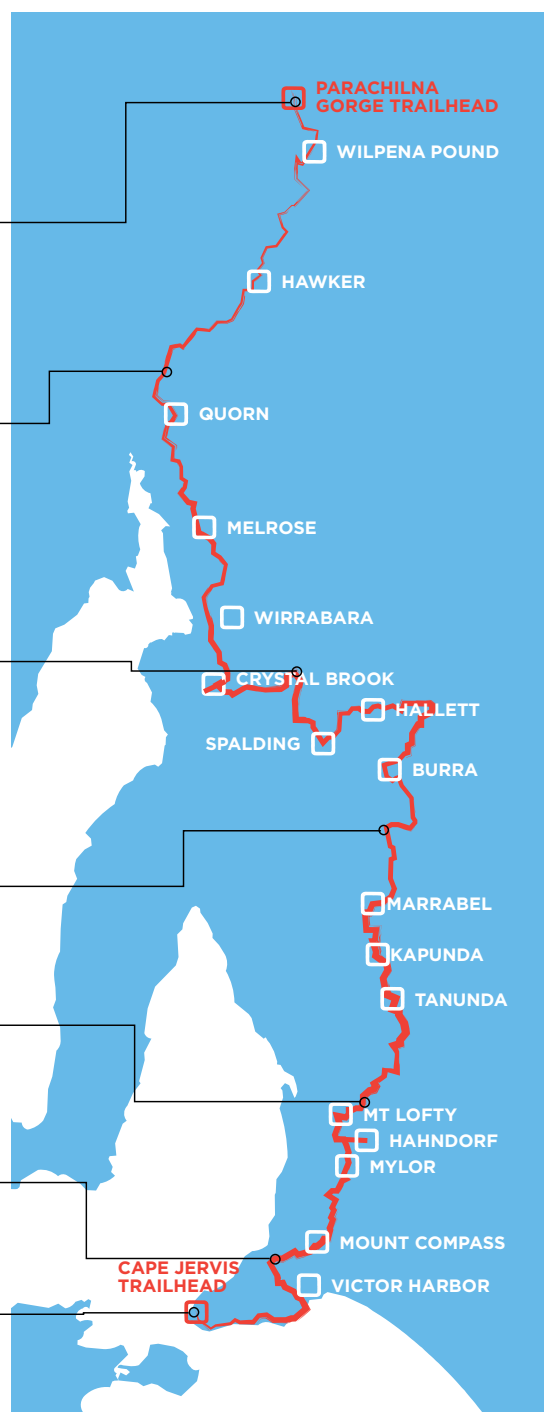 PARACHILNA
GORGE TRAILHEAD
WILPENA POUND
HAWKER
QUORN
MELROSE
WIRRABARA
CRYSTAL BROOK
HALLETT
SPALDING
BURRA
MARRABEL
KAPUNDA
TANUNDA
MT LOFTY
HAHNDORF
MYLOR
MOUNT COMPASS
CAPE JERVIS
TRAILHEAD
VICTOR HARBOR